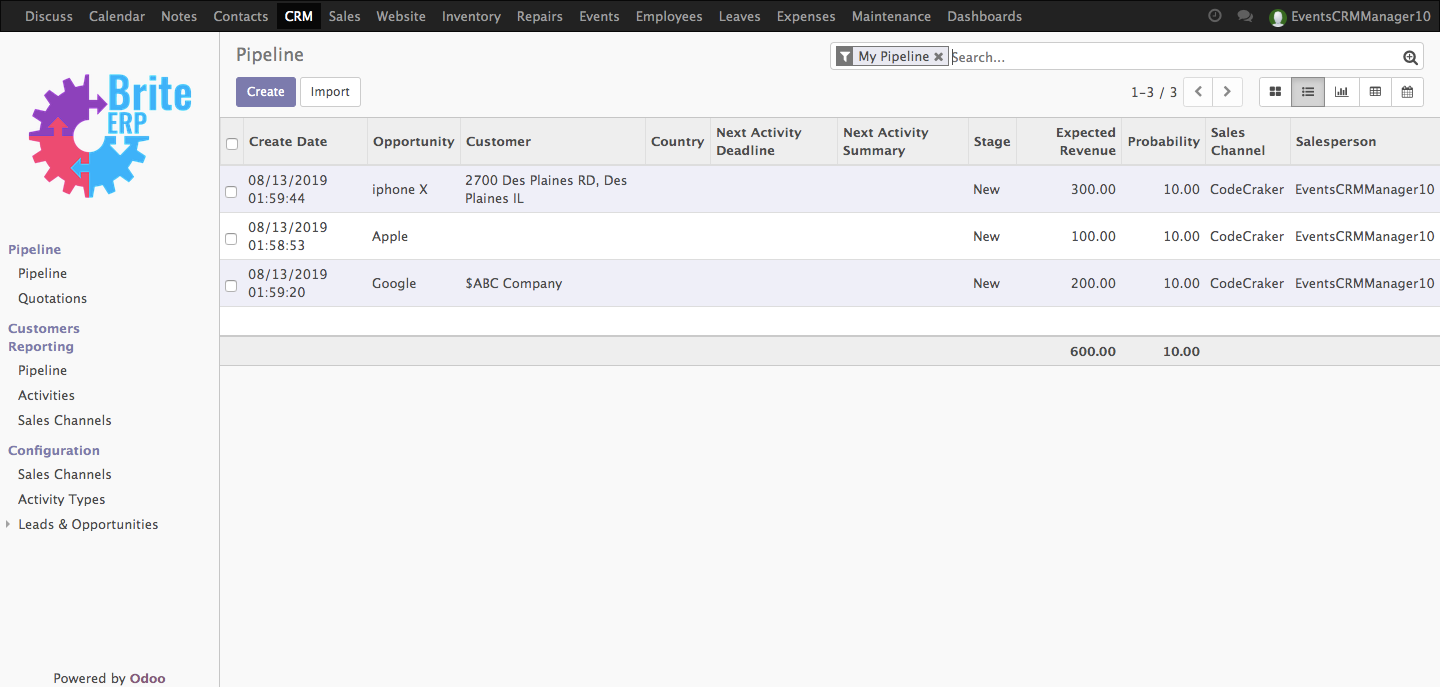 Discuss Calendar Notes Contacts CRM Sales Website Inventory Repairs Events Employees Leaves Expenses Maintenance Dashboards EventsCRMManager10
Brite
ERP
Pipeline
Pipeline
Quotations
Customers
Reporting
Pipeline
Activities
Sales Channels
Configuration
Sales Channels
Activity Types
Leads & Opportunities
Powered by Odoo
Pipeline
My Pipeline Search...
Create Import
1-3 / 3
Create Date Opportunity Customer Country Next Activity Deadline Next Activity Summary Stage Expected Revenue Probability Sales Channel Salesperson
08/13/2019 01:59:44 iphone X 2700 Des Plaines RD, Des Plaines IL New 300.00 10.00 CodeCraker EventsCRMManager10
08/13/2019 01:58:53 Apple New 100.00 10.00 CodeCraker EventsCRMManager10
08/13/2019 01:59:20 Google $ABC Company New 200.00 10.00 CodeCraker EventsCRMManager10
600.00 10.00